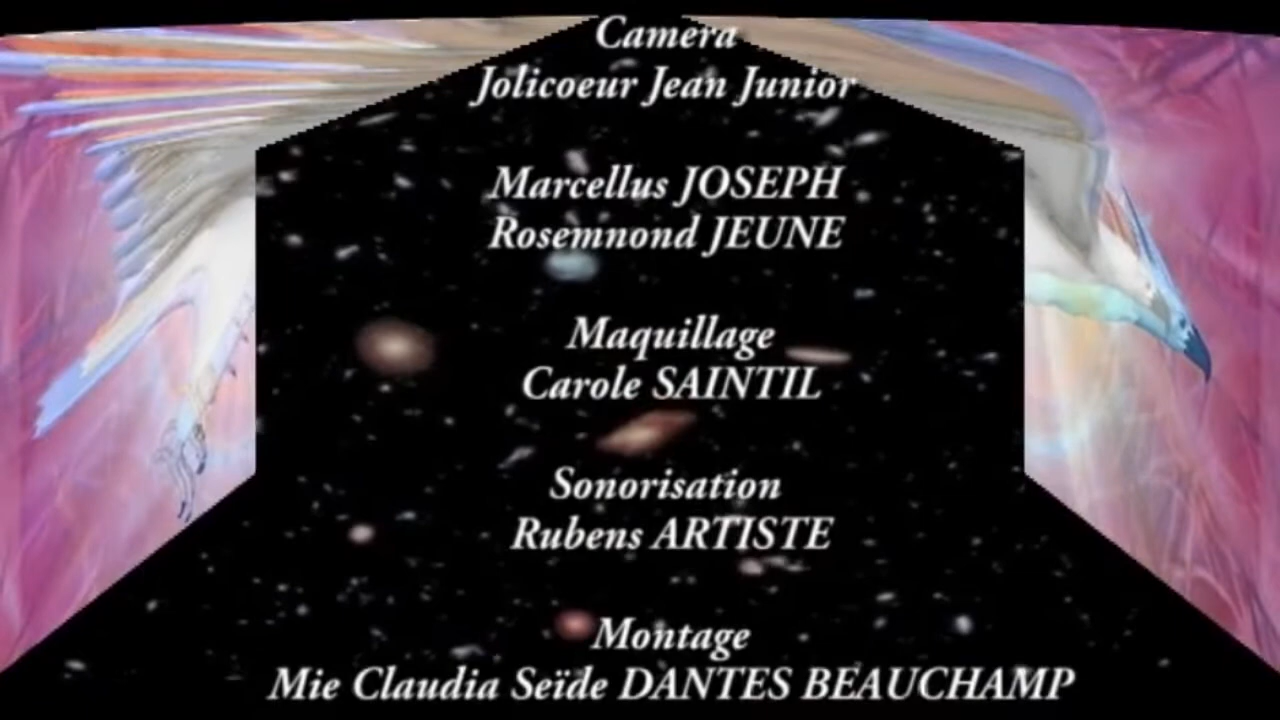 Camera
Jolicoeur Jean Junior
Marcellus JOSEPH
Rosemnond JEUNE
Maquillage
Carole SAINTIL
Sonorisation
Rubens ARTISTE
Montage
Mie Claudia Seïde DANTES BEAUCHAMP